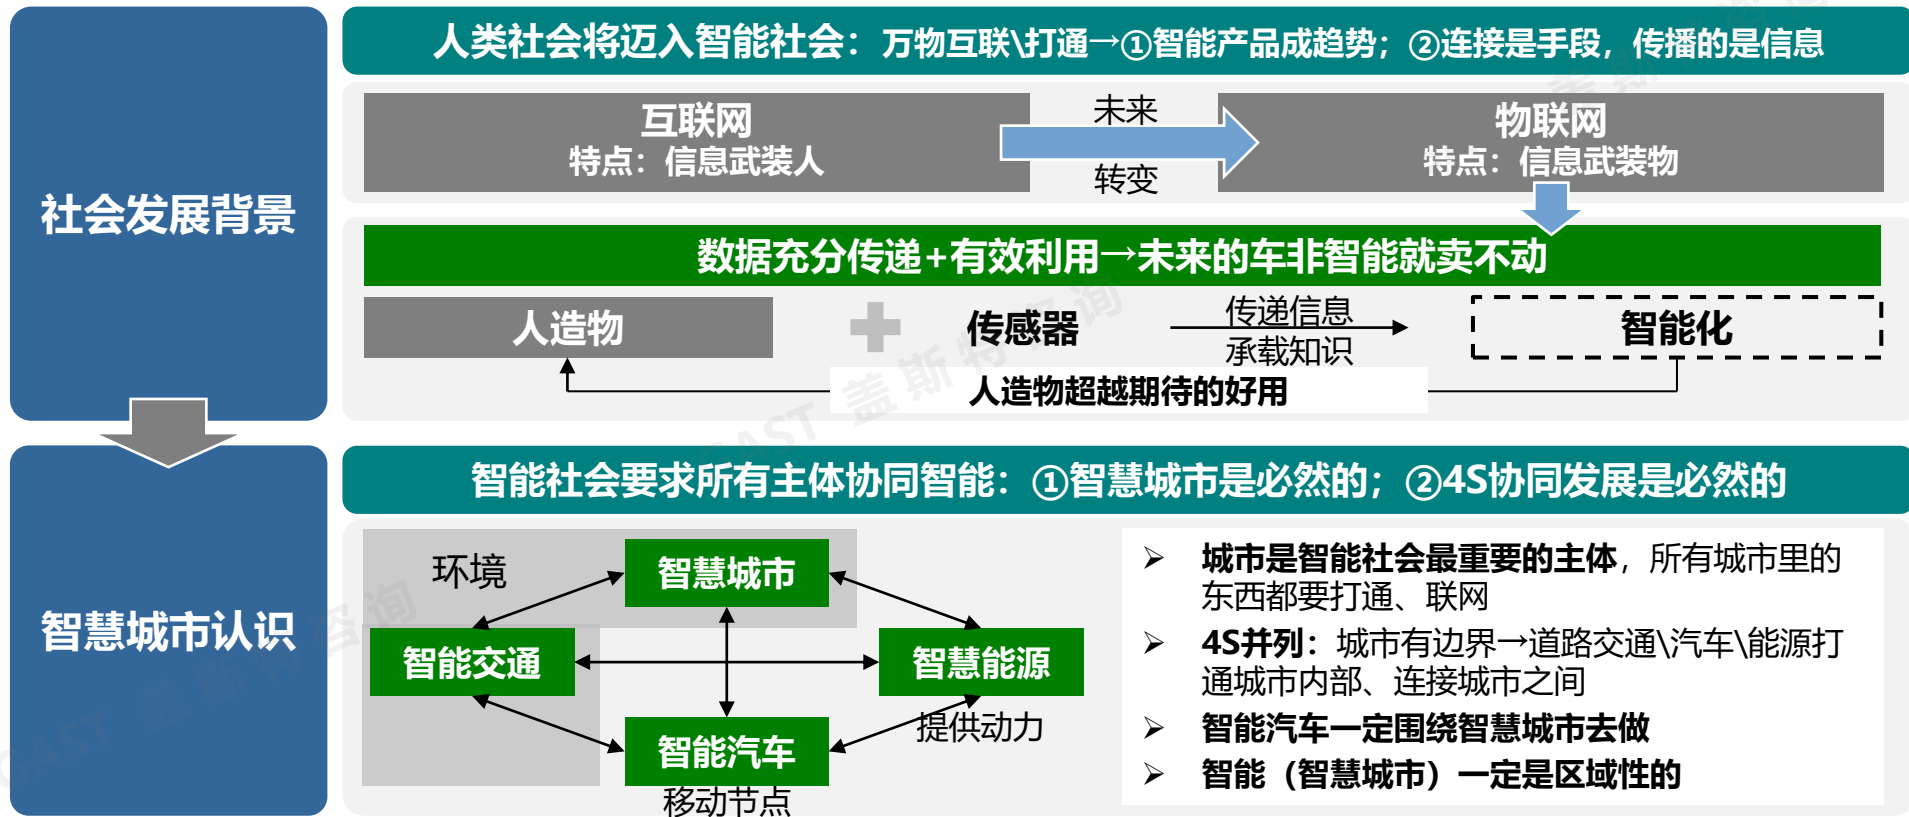 社会发展背景
人类社会将迈入智能社会：万物互联\打通→①智能产品成趋势；②连接是手段，传播的是信息
互联网
特点：信息武装人
未来
转变
物联网
特点：信息武装物
数据充分传递+有效利用→未来的车非智能就卖不动
人造物
传感器
传递信息
承载知识
智能化
人造物超越期待的好用
智慧城市认识
智能社会要求所有主体协同智能：①智慧城市是必然的；②4S协同发展是必然的
环境
智慧城市
智能交通
智慧能源
智能汽车
提供动力
移动节点
➢ 城市是智能社会最重要的主体，所有城市里的
东西都要打通、联网
➢ 4S并列：城市有边界→道路交通\汽车\能源打
通城市内部、连接城市之间
➢ 智能汽车一定围绕智慧城市去做
➢ 智能（智慧城市）一定是区域性的
GAST 盖斯特咨询
GAST 盖斯特咨询